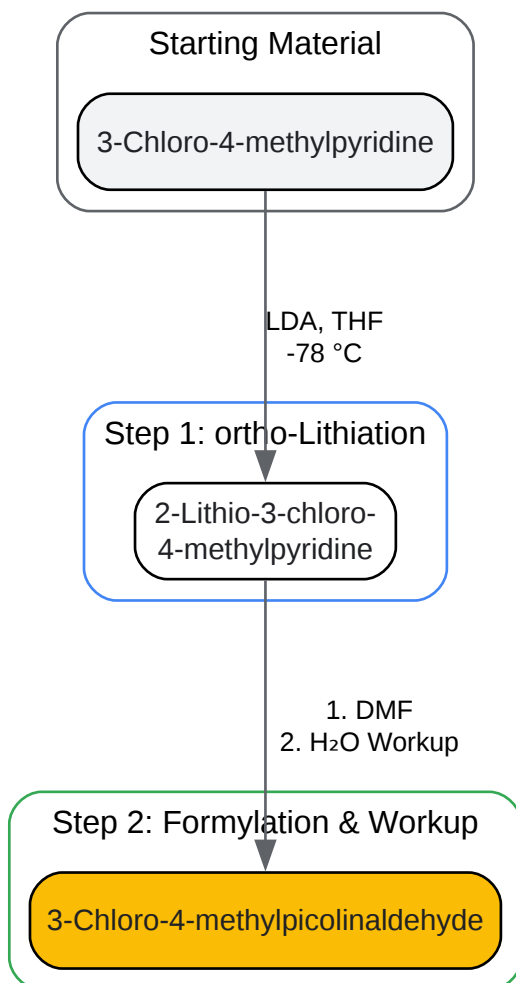 Starting Material
3-Chloro-4-methylpyridine
LDA, THF
-78 °C
Step 1: ortho-Lithiation
2-Lithio-3-chloro-
4-methylpyridine
1. DMF
2. H₂O Workup
Step 2: Formylation & Workup
3-Chloro-4-methylpicolinaldehyde